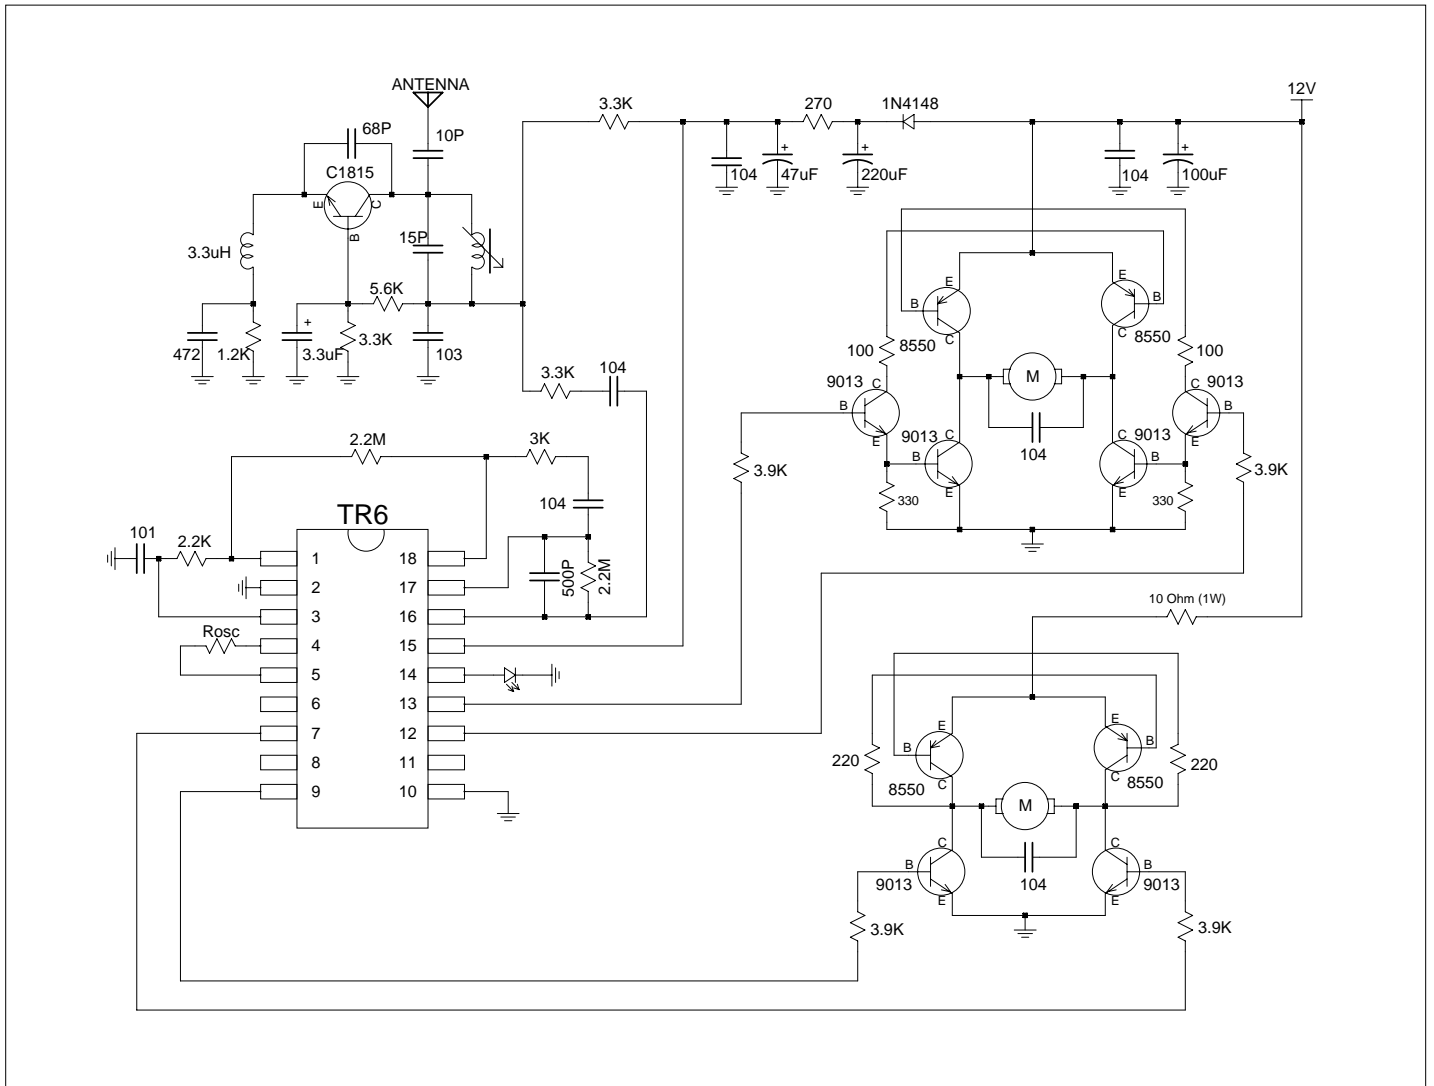 ANTENNA
12V
3.3K
270
1N4148
68P
10P
C1815
104
+
47uF
+
220uF
104
+
100uF
E
C
B
15P
3.3uH
5.6K
472
1.2K
+
3.3uF
3.3K
103
E
B
C
8550
E
B
C
8550
100
M
100
3.3K
104
9013
C
B
E
9013
C
B
E
104
9013
C
B
E
9013
C
B
E
330
330
3.9K
3.9K
2.2M
3K
104
TR6
101
2.2K
500P
2.2M
1
18
2
17
3
16
Rosc
4
15
5
14
6
13
7
12
8
11
9
10
10 Ohm (1W)
E
B
C
8550
E
B
C
8550
220
220
M
104
C
B
E
9013
C
B
E
9013
3.9K
3.9K